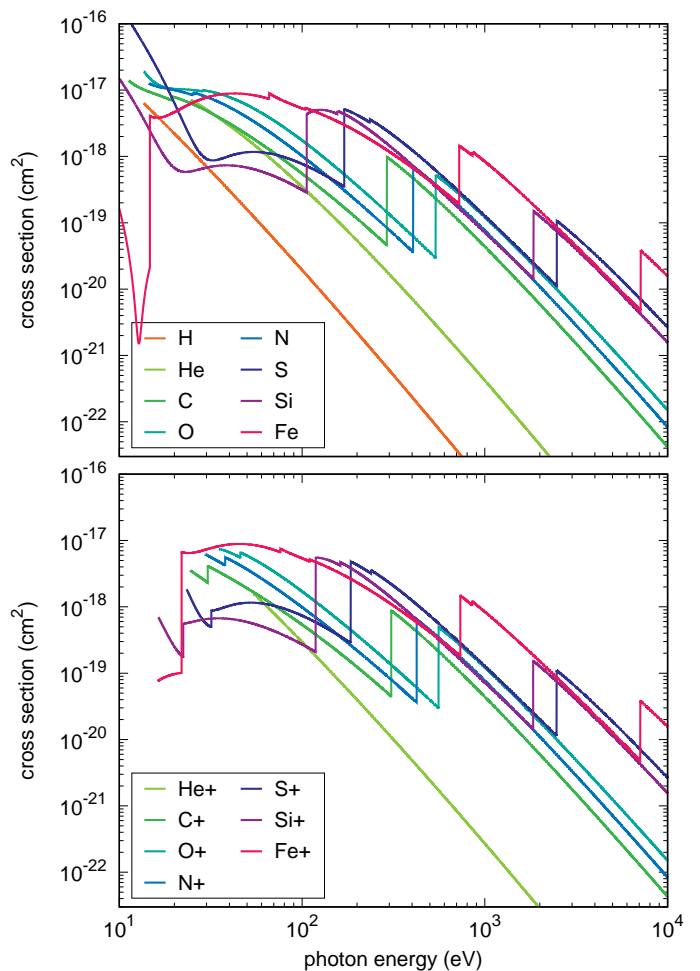 10^-16
10^-17
10^-18
10^-19
10^-20
10^-21
10^-22
cross section (cm^2)
H N
He S
C Si
O Fe
10^-16
10^-17
10^-18
10^-19
10^-20
10^-21
10^-22
cross section (cm^2)
He+ S+
C+ Si+
O+ Fe+
N+
10^1 10^2 10^3 10^4
photon energy (eV)